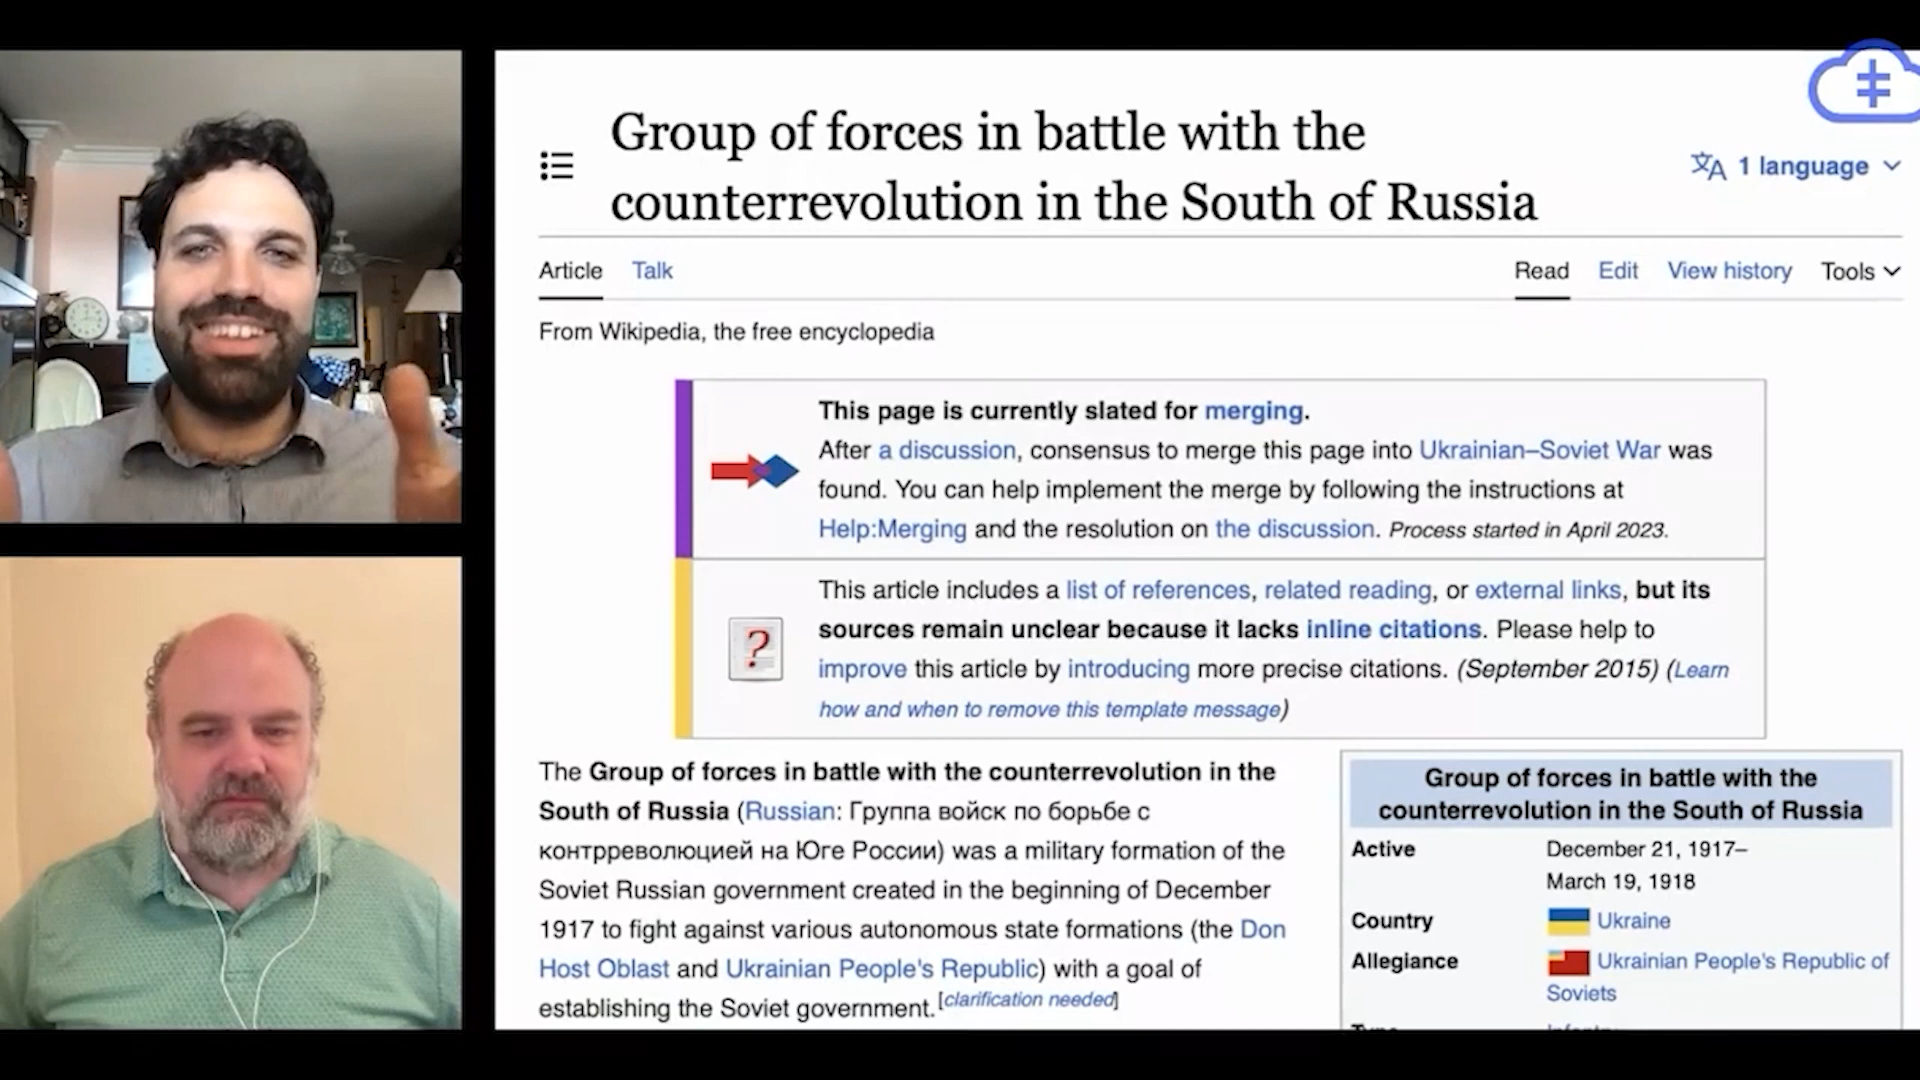 Group of forces in battle with the
counterrevolution in the South of Russia
1 language
Article Talk
Read Edit View history Tools
From Wikipedia, the free encyclopedia
This page is currently slated for merging.
After a discussion, consensus to merge this page into Ukrainian–Soviet War was
found. You can help implement the merge by following the instructions at
Help:Merging and the resolution on the discussion. Process started in April 2023.
This article includes a list of references, related reading, or external links, but its
sources remain unclear because it lacks inline citations. Please help to
improve this article by introducing more precise citations. (September 2015) (Learn
how and when to remove this template message)
The Group of forces in battle with the counterrevolution in the
South of Russia (Russian: Группа войск по борьбе с
контрреволюцией на Юге России) was a military formation of the
Soviet Russian government created in the beginning of December
1917 to fight against various autonomous state formations (the Don
Host Oblast and Ukrainian People's Republic) with a goal of
establishing the Soviet government.[clarification needed]
Group of forces in battle with the
counterrevolution in the South of Russia
Active December 21, 1917–
March 19, 1918
Country Ukraine
Allegiance Ukrainian People's Republic of
Soviets